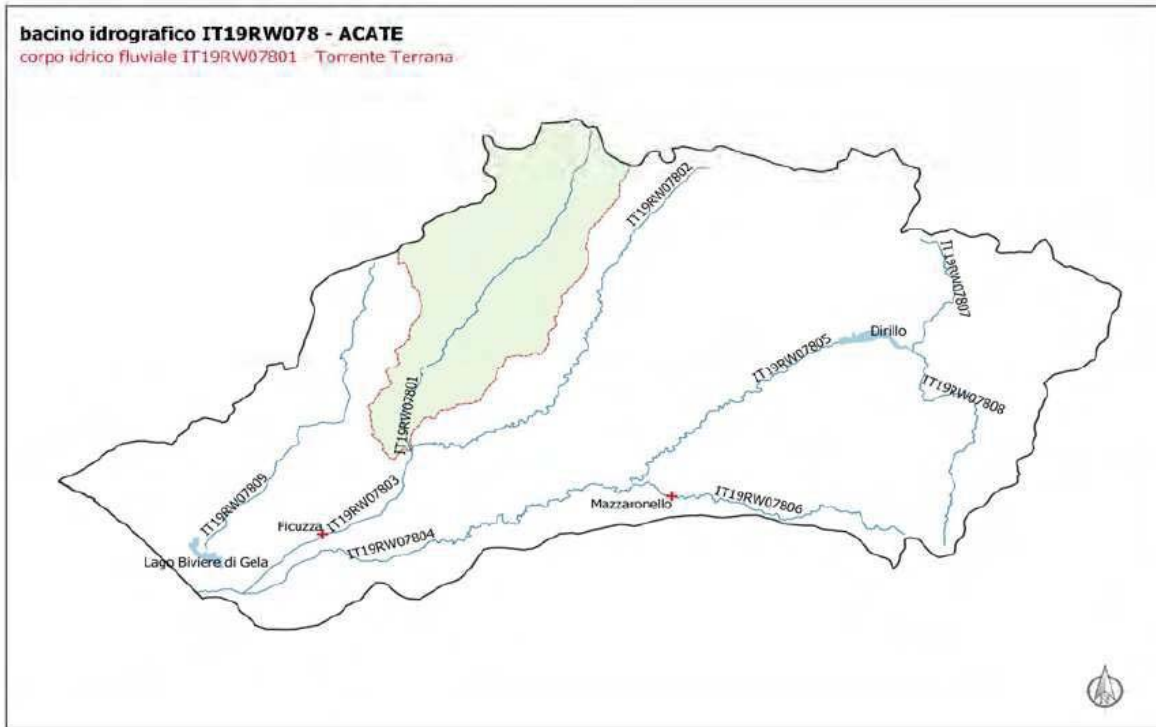 bacino idrografico IT19RW078 - ACATE
corpo idrico fluviale IT19RW07801 - Torrente Terrana
IT19RW07802
IT19RW07807
Dirillo
IT19RW07805
IT19RW07808
IT19RW07801
IT19RW07809
IT19RW07803
Ficuzza
Mazzaronello
IT19RW07806
IT19RW07804
Lago Biviere di Gela